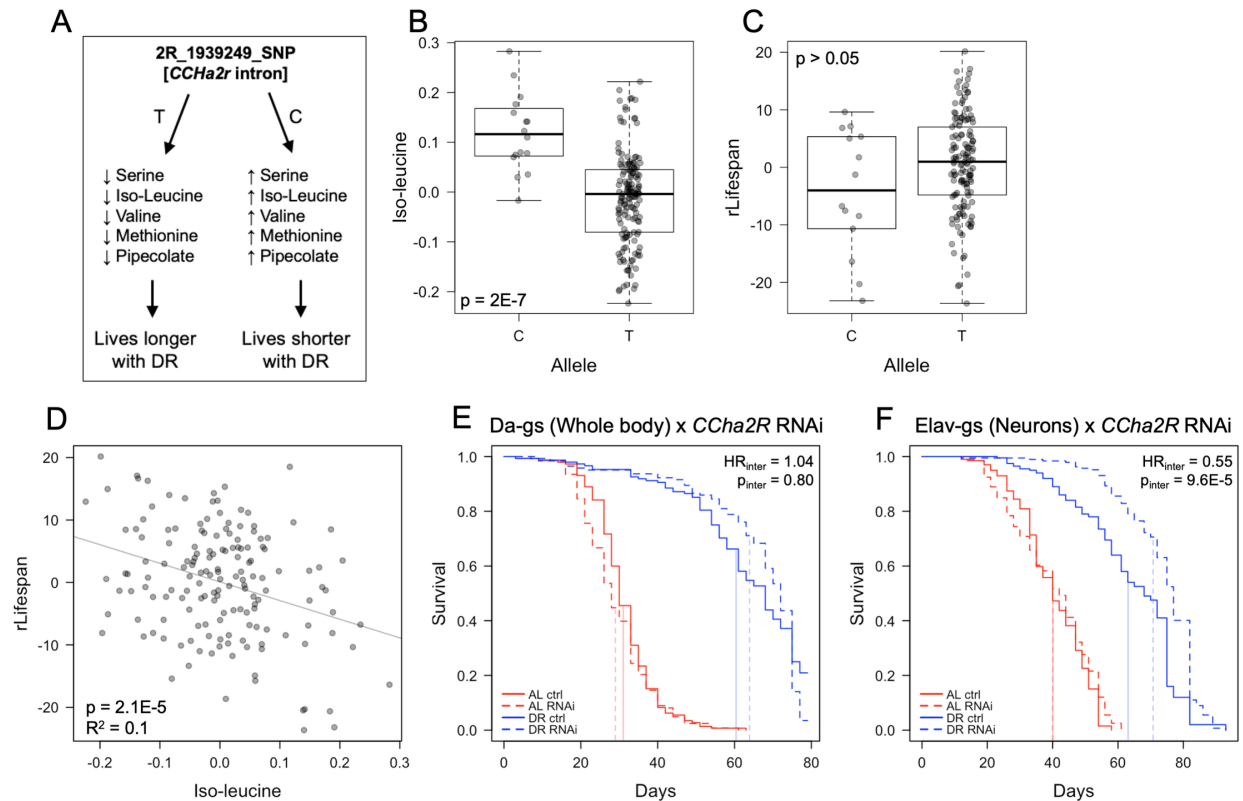 A
2R_1939249_SNP
[CCHa2r intron]
T
C
↓ Serine
↓ Iso-Leucine
↓ Valine
↓ Methionine
↓ Pipecolate
↑ Serine
↑ Iso-Leucine
↑ Valine
↑ Methionine
↑ Pipecolate
Lives longer
with DR
Lives shorter
with DR
B
Iso-leucine
0.3
0.2
0.1
0.0
-0.1
-0.2
p = 2E-7
C T
Allele
C
rLifespan
20
10
0
-10
-20
p > 0.05
C T
Allele
D
rLifespan
20
10
0
-10
-20
p = 2.1E-5
R² = 0.1
-0.2 -0.1 0.0 0.1 0.2 0.3
Iso-leucine
E
Da-gs (Whole body) x CCha2R RNAi
HRinter = 1.04
pinter = 0.80
Survival
1.0
0.8
0.6
0.4
0.2
0.0
AL ctrl
AL RNAi
DR ctrl
DR RNAi
0 20 40 60 80
Days
F
Elav-gs (Neurons) x CCha2R RNAi
HRinter = 0.55
pinter = 9.6E-5
Survival
1.0
0.8
0.6
0.4
0.2
0.0
AL ctrl
AL RNAi
DR ctrl
DR RNAi
0 20 40 60 80
Days